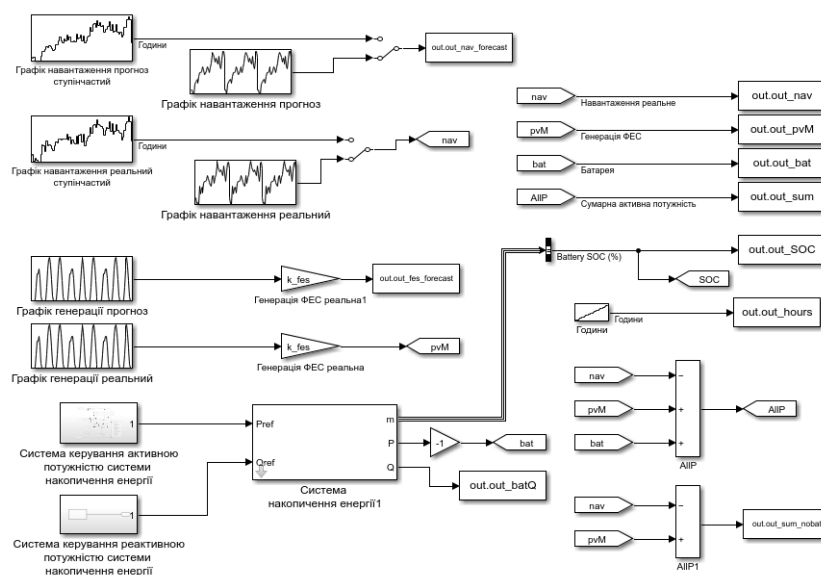 Години
Графік навантаження прогноз
ступінчастий
out.out_nav_forecast
Графік навантаження прогноз
Години
Графік навантаження реальний
ступінчастий
nav
Графік навантаження реальний
nav
Навантаження реальне
out.out_nav
pvM
Генерація ФЕС
out.out_pvM
bat
Батарея
out.out_bat
AllP
Сумарна активна потужність
out.out_sum
Battery SOC (%)
out.out_SOC
SOC
Години
Години
out.out_hours
Графік генерації прогноз
k_fes
Генерація ФЕС реальна1
out.out_fes_forecast
Графік генерації реальний
k_fes
Генерація ФЕС реальна
pvM
1
Система керування активною
потужністю системи
накопичення енергії
1
Система керування реактивною
потужністю системи
накопичення енергії
Pref
Qref
m
P
Q
Система
накопичення енергії1
-1
bat
out.out_batQ
nav
pvM
bat
−
+
+
AllP
AllP
nav
pvM
−
+
AllP1
out.out_sum_nobat